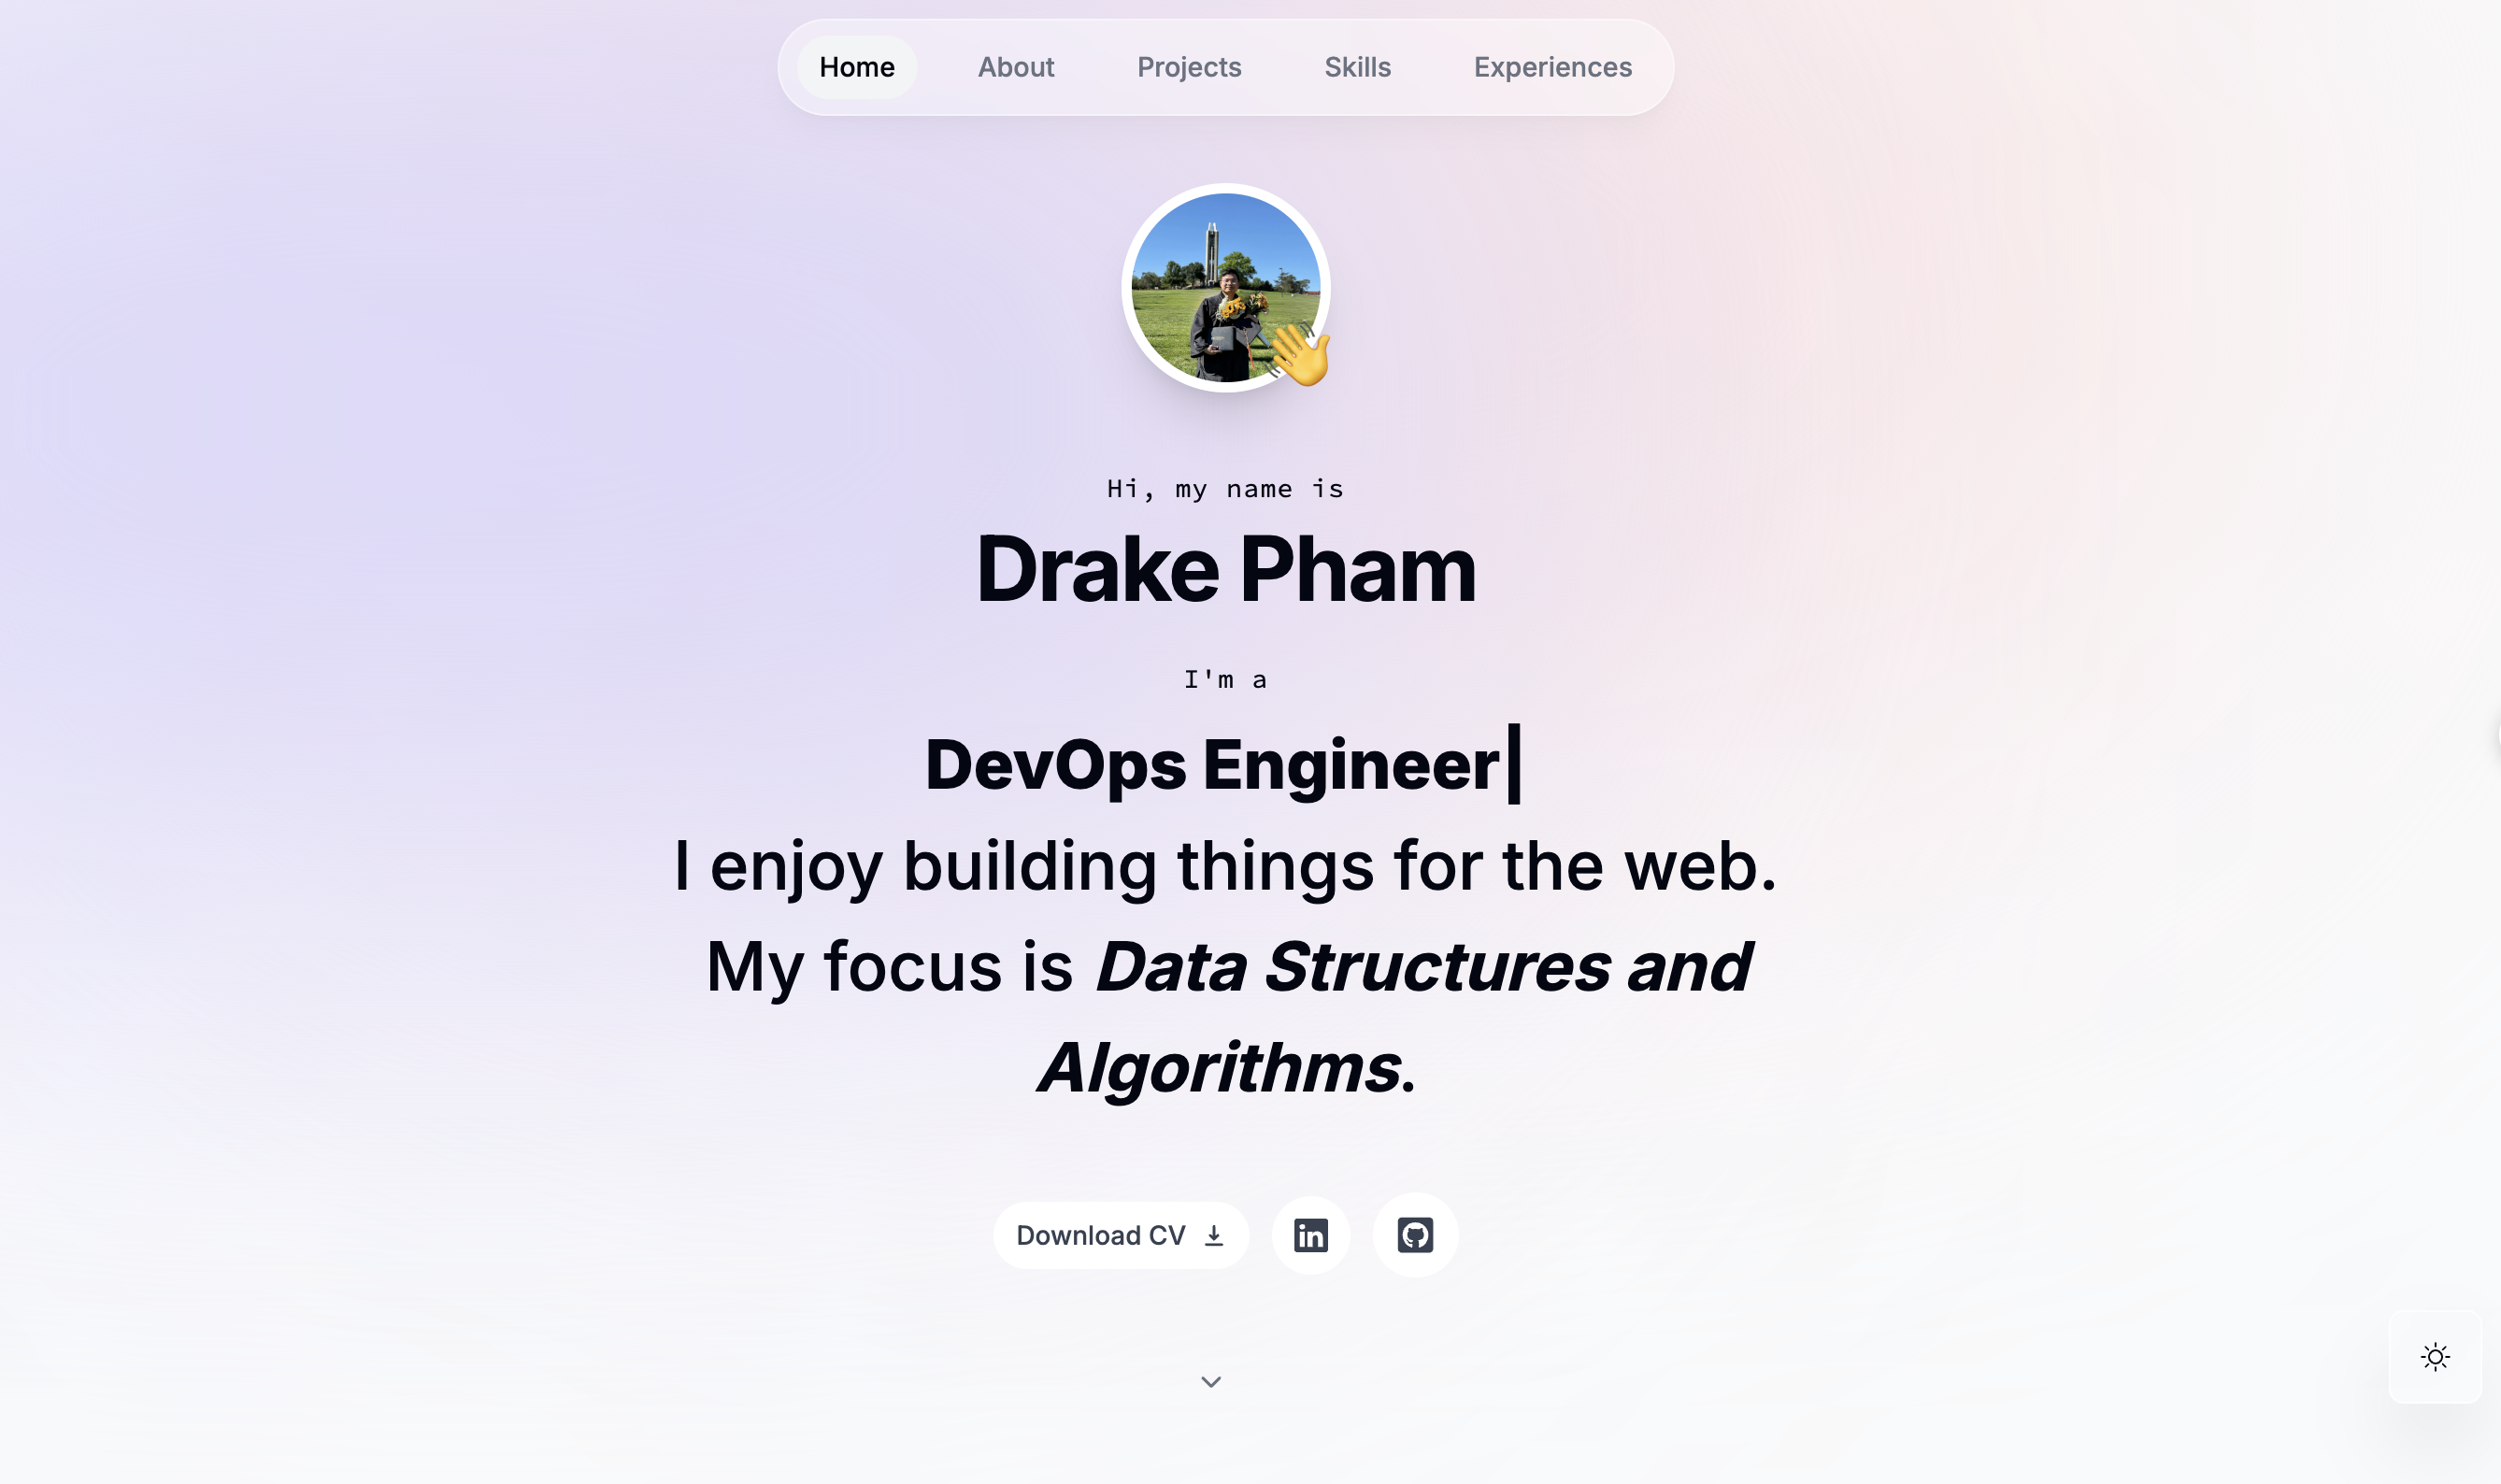 Home About Projects Skills Experiences
Hi, my name is
Drake Pham
I'm a
DevOps Engineer
I enjoy building things for the web.
My focus is Data Structures and
Algorithms.
Download CV
in